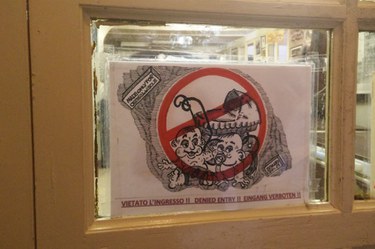 VIETATO L'INGRESSO !! DENIED ENTRY !! EINGANG VERBOTEN !!